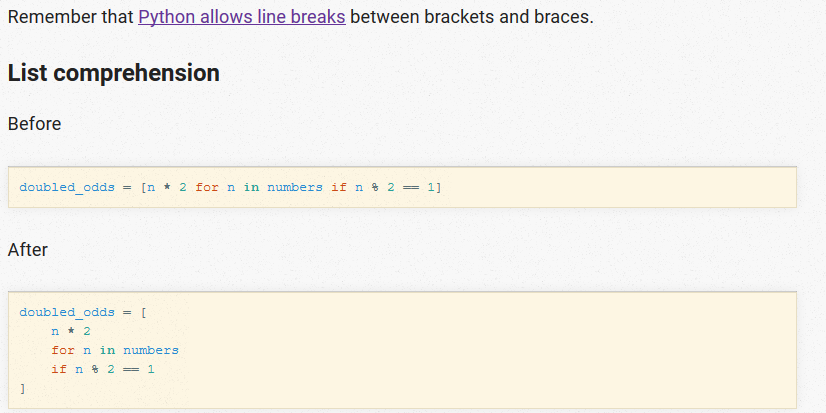 Remember that Python allows line breaks between brackets and braces.
List comprehension
Before
doubled_odds = [n * 2 for n in numbers if n % 2 == 1]
After
doubled_odds = [
    n * 2
    for n in numbers
    if n % 2 == 1
]